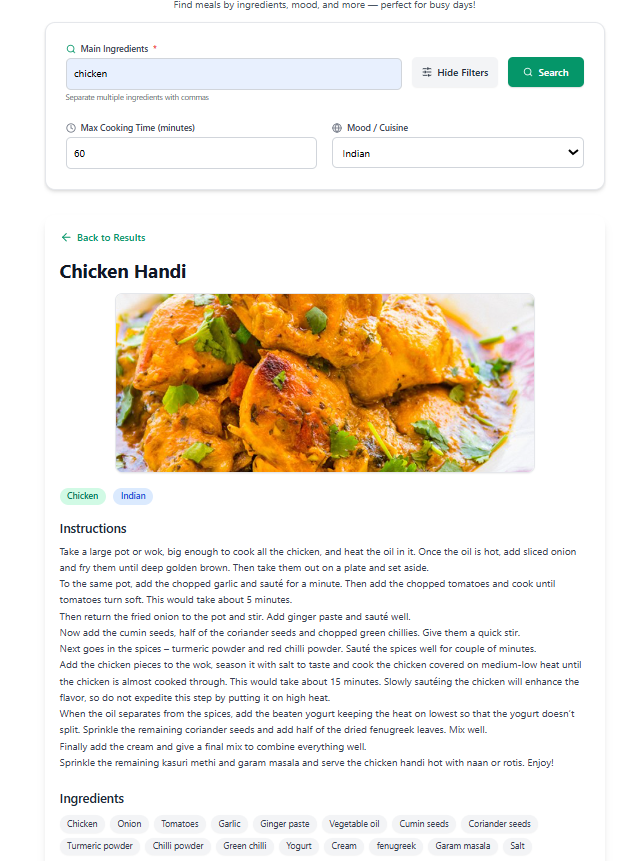 Find meals by ingredients, mood, and more — perfect for busy days!
Main Ingredients *
chicken
Hide Filters
Search
Separate multiple ingredients with commas
Max Cooking Time (minutes)
Mood / Cuisine
60
Indian
Back to Results
Chicken Handi
Chicken
Indian
Instructions
Take a large pot or wok, big enough to cook all the chicken, and heat the oil in it. Once the oil is hot, add sliced onion
and fry them until deep golden brown. Then take them out on a plate and set aside.
To the same pot, add the chopped garlic and sauté for a minute. Then add the chopped tomatoes and cook until
tomatoes turn soft. This would take about 5 minutes.
Then return the fried onion to the pot and stir. Add ginger paste and sauté well.
Now add the cumin seeds, half of the coriander seeds and chopped green chillies. Give them a quick stir.
Next goes in the spices – turmeric powder and red chilli powder. Sauté the spices well for couple of minutes.
Add the chicken pieces to the wok, season it with salt to taste and cook the chicken covered on medium-low heat until
the chicken is almost cooked through. This would take about 15 minutes. Slowly sautéing the chicken will enhance the
flavor, so do not expedite this step by putting it on high heat.
When the oil separates from the spices, add the beaten yogurt keeping the heat on lowest so that the yogurt doesn't
split. Sprinkle the remaining coriander seeds and add half of the dried fenugreek leaves. Mix well.
Finally add the cream and give a final mix to combine everything well.
Sprinkle the remaining kasuri methi and garam masala and serve the chicken handi hot with naan or rotis. Enjoy!
Ingredients
Chicken Onion Tomatoes Garlic Ginger paste Vegetable oil Cumin seeds Coriander seeds
Turmeric powder Chilli powder Green chilli Yogurt Cream fenugreek Garam masala Salt